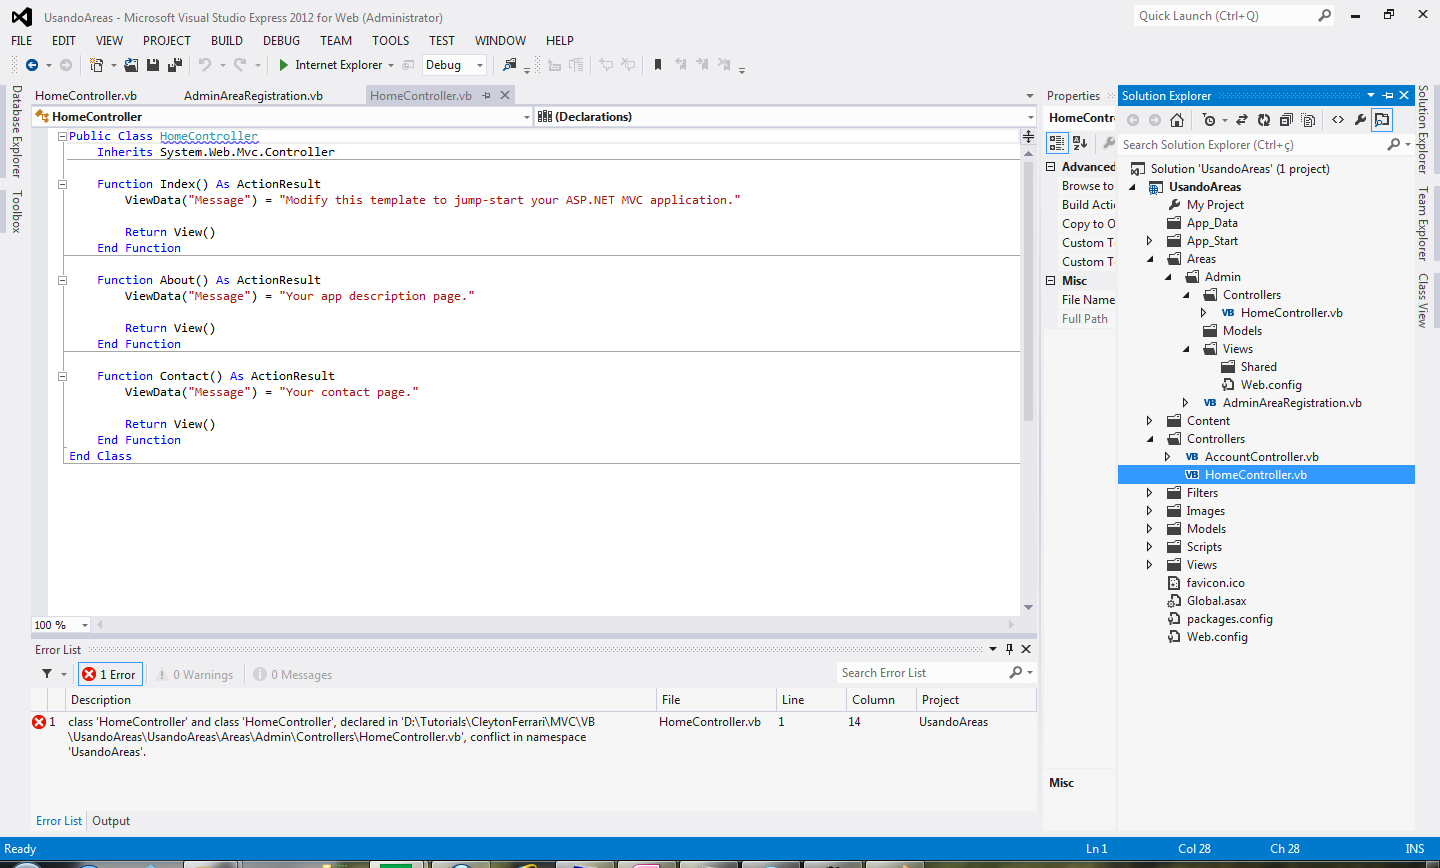 UsandoAreas - Microsoft Visual Studio Express 2012 for Web (Administrator)
Quick Launch (Ctrl+Q)
FILE EDIT VIEW PROJECT BUILD DEBUG TEAM TOOLS TEST WINDOW HELP
Internet Explorer Debug
Database Explorer
Toolbox
HomeController.vb AdminAreaRegistration.vb HomeController.vb
HomeController (Declarations)
Public Class HomeController
Inherits System.Web.Mvc.Controller
Function Index() As ActionResult
ViewData("Message") = "Modify this template to jump-start your ASP.NET MVC application."
Return View()
End Function
Function About() As ActionResult
ViewData("Message") = "Your app description page."
Return View()
End Function
Function Contact() As ActionResult
ViewData("Message") = "Your contact page."
Return View()
End Function
End Class
100 %
Error List
1 Error 0 Warnings 0 Messages
Search Error List
Description File Line Column Project
1 class 'HomeController' and class 'HomeController', declared in 'D:\Tutorials\CleytonFerrari\MVC\VB HomeController.vb 1 14 UsandoAreas
\UsandoAreas\UsandoAreas\Areas\Admin\Controllers\HomeController.vb', conflict in namespace
'UsandoAreas'.
Error List Output
Properties
HomeContr
Advanced
Browse to
Build Actio
Copy to O
Custom T
Custom T
Misc
File Name
Full Path
Misc
Solution Explorer
Search Solution Explorer (Ctrl+ç)
Solution 'UsandoAreas' (1 project)
UsandoAreas
My Project
App_Data
App_Start
Areas
Admin
Controllers
VB HomeController.vb
Models
Views
Shared
Web.config
VB AdminAreaRegistration.vb
Content
Controllers
VB AccountController.vb
VB HomeController.vb
Filters
Images
Models
Scripts
Views
favicon.ico
Global.asax
packages.config
Web.config
Solution Explorer
Team Explorer
Class View
Ready Ln 1 Col 28 Ch 28 INS